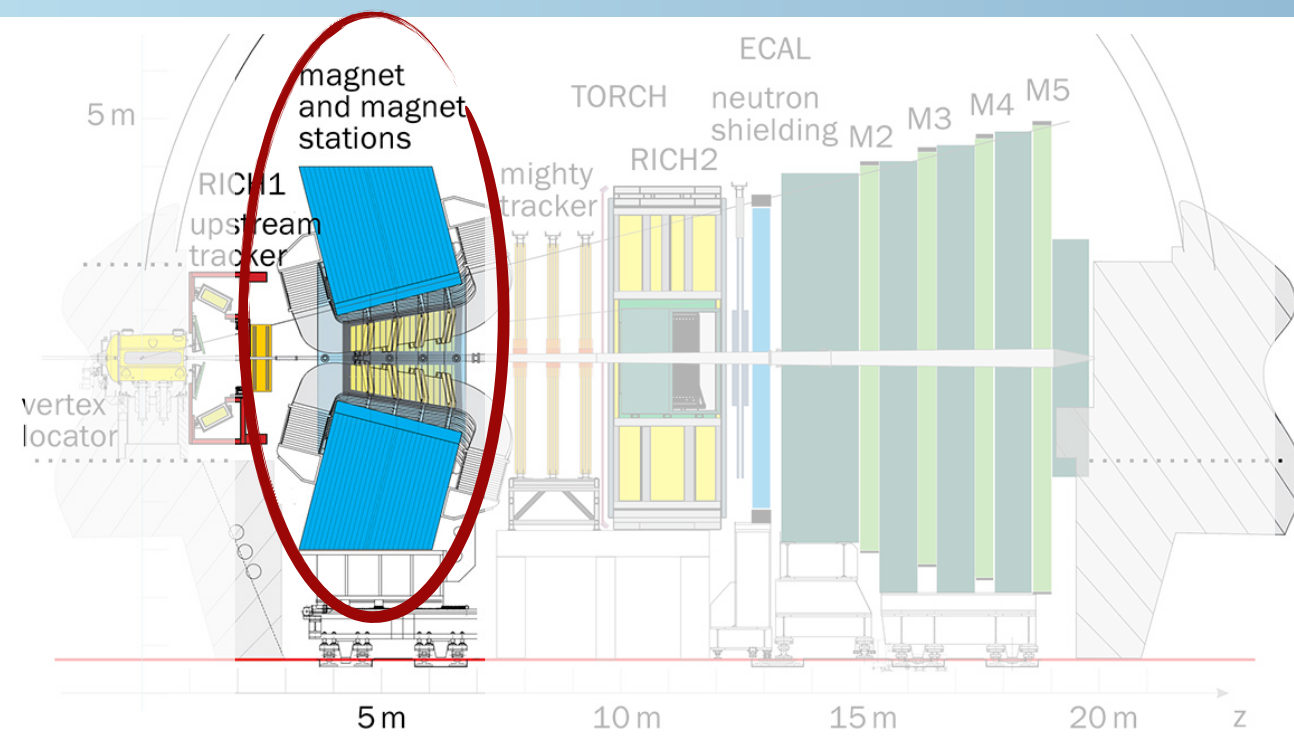 ECAL
magnet
and magnet
stations
5 m
TORCH
neutron
shielding
M2
M3
M4
M5
RICH1
upstream
tracker
mighty
tracker
RICH2
vertex
locator
5 m
10 m
15 m
20 m
z